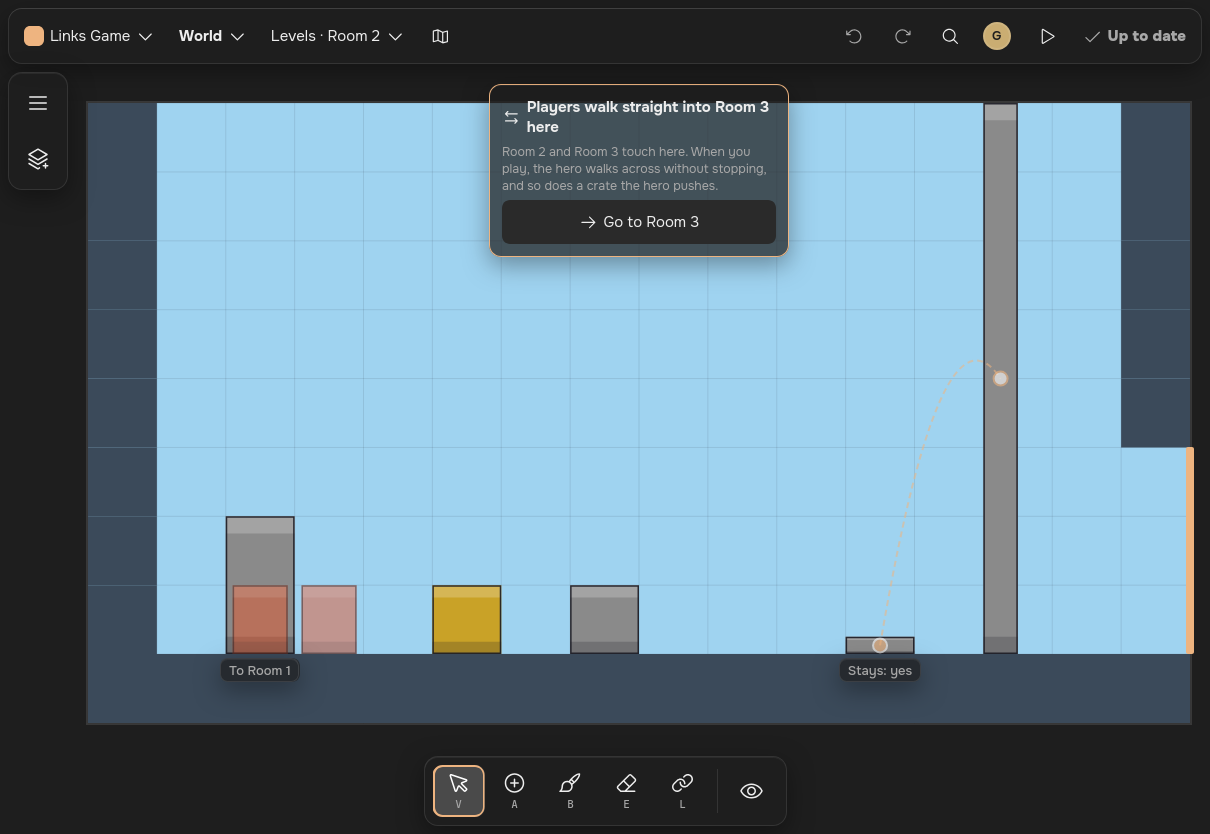 Links Game
World
Levels · Room 2
G
Up to date
Players walk straight into Room 3
here
Room 2 and Room 3 touch here. When you
play, the hero walks across without stopping,
and so does a crate the hero pushes.
Go to Room 3
To Room 1
Stays: yes
V
A
B
E
L